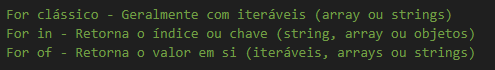 For clássico - Geralmente com iteráveis (array ou strings)
For in - Retorna o índice ou chave (string, array ou objetos)
For of - Retorna o valor em si (iteráveis, arrays ou strings)